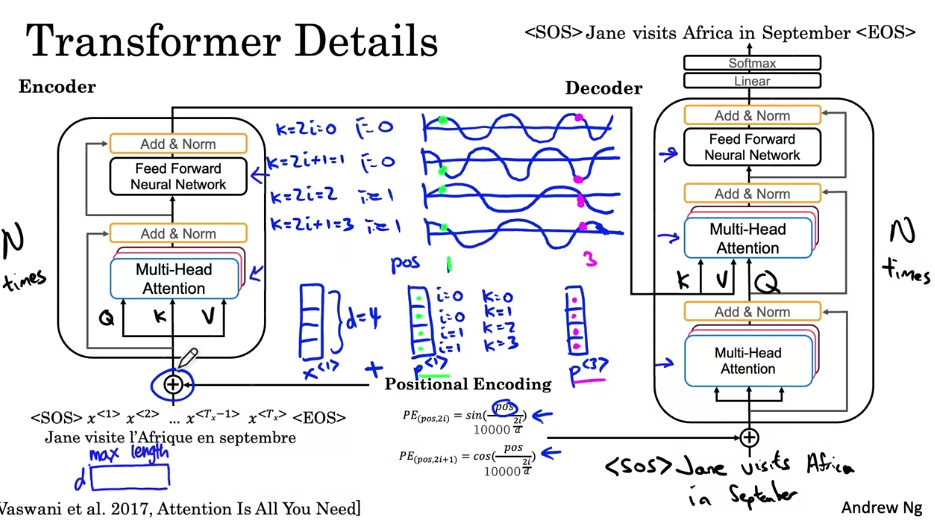 Transformer Details
<SOS> Jane visits Africa in September <EOS>
Softmax
Linear
Encoder
Decoder
Add & Norm
Feed Forward
Neural Network
Add & Norm
Multi-Head
Attention
Q K V
N
times
k=2i=0 i=0
k=2i+1=1 i=0
k=2i=2 i=1
k=2i+1=3 i=1
pos 1 3
d=4
i=0 k=0
i=0 k=1
i=1 k=2
i=1 k=3
x<1> + p<1> p<3>
Positional Encoding
PE(pos,2i) = sin(pos / 10000^(2i/d))
PE(pos,2i+1) = cos(pos / 10000^(2i/d))
<SOS> x<1> x<2> ... x<Tx−1> x<Tx> <EOS>
Jane visite l'Afrique en septembre
max length
d
Add & Norm
Feed Forward
Neural Network
Add & Norm
Multi-Head
Attention
K V Q
N
times
Add & Norm
Multi-Head
Attention
<SOS> Jane visits Africa
in September
Vaswani et al. 2017, Attention Is All You Need]
Andrew Ng